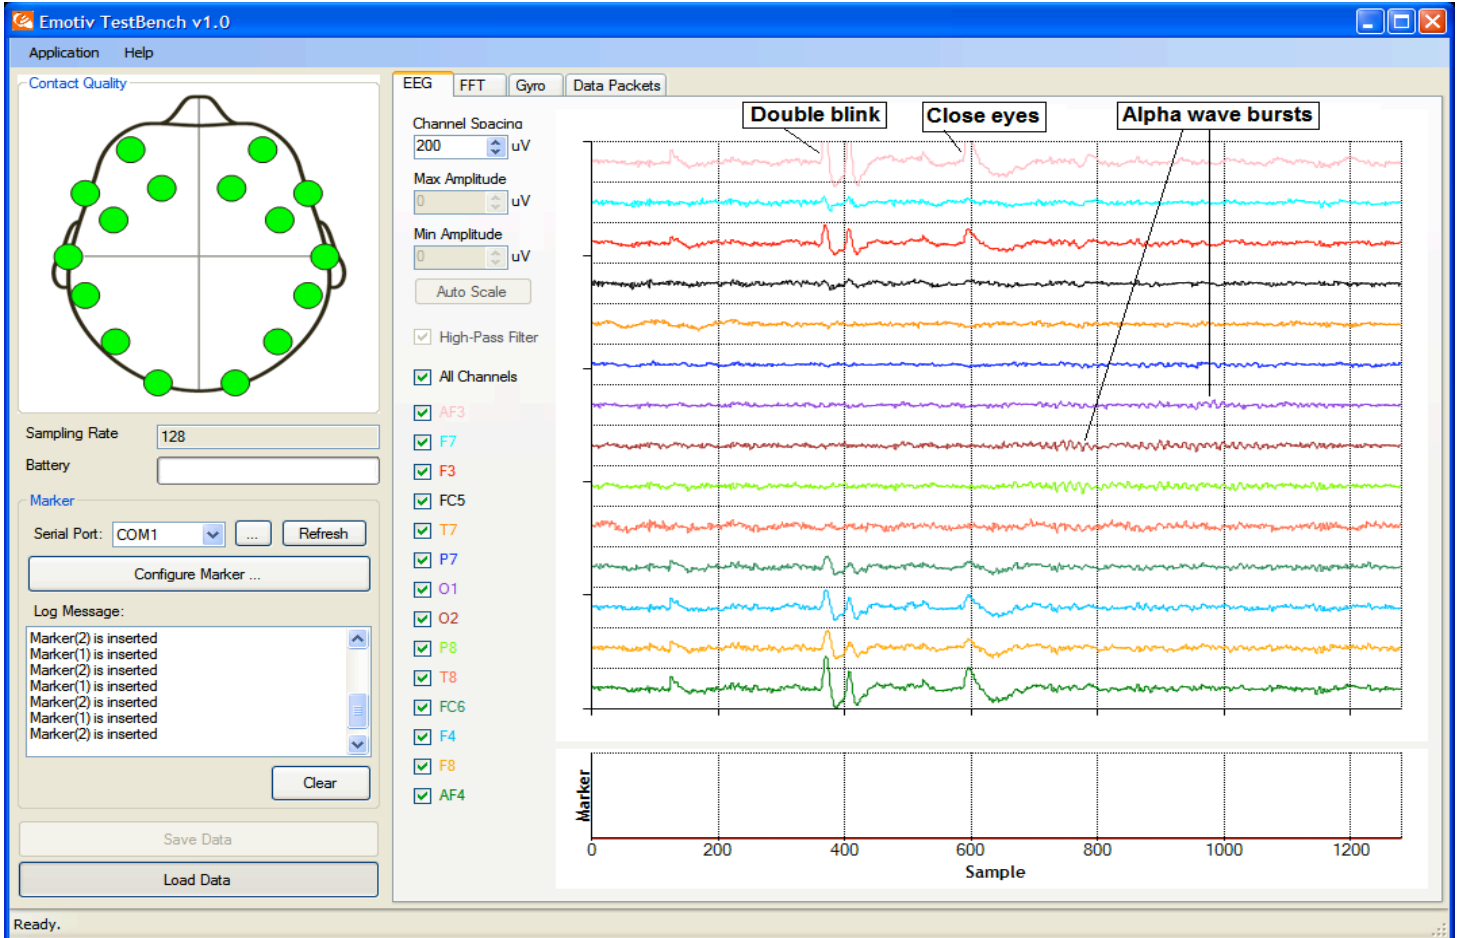 Emotiv TestBench v1.0
Application Help
Contact Quality
Sampling Rate 128
Battery
Marker
Serial Port: COM1 ... Refresh
Configure Marker ...
Log Message:
Marker(2) is inserted
Marker(1) is inserted
Marker(2) is inserted
Marker(1) is inserted
Marker(2) is inserted
Marker(1) is inserted
Marker(2) is inserted
Clear
Save Data
Load Data
EEG FFT Gyro Data Packets
Channel Spacing
200 uV
Max Amplitude
0 uV
Min Amplitude
0 uV
Auto Scale
High-Pass Filter
All Channels
AF3
F7
F3
FC5
T7
P7
O1
O2
P8
T8
FC6
F4
F8
AF4
Double blink Close eyes Alpha wave bursts
Marker
0 200 400 600 800 1000 1200
Sample
Ready.